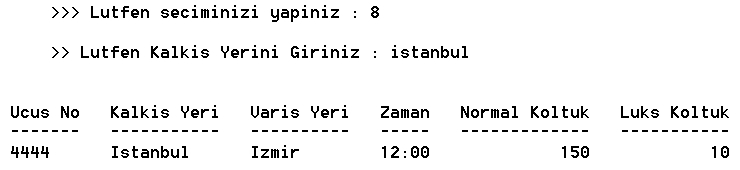 >>> Lutfen seciminizi yapiniz : 8
>> Lutfen Kalkis Yerini Giriniz : istanbul
Ucus No Kalkis Yeri Varis Yeri Zaman Normal Koltuk Luks Koltuk
------- ----------- ---------- ----- ------------- -----------
4444 Istanbul Izmir 12:00 150 10